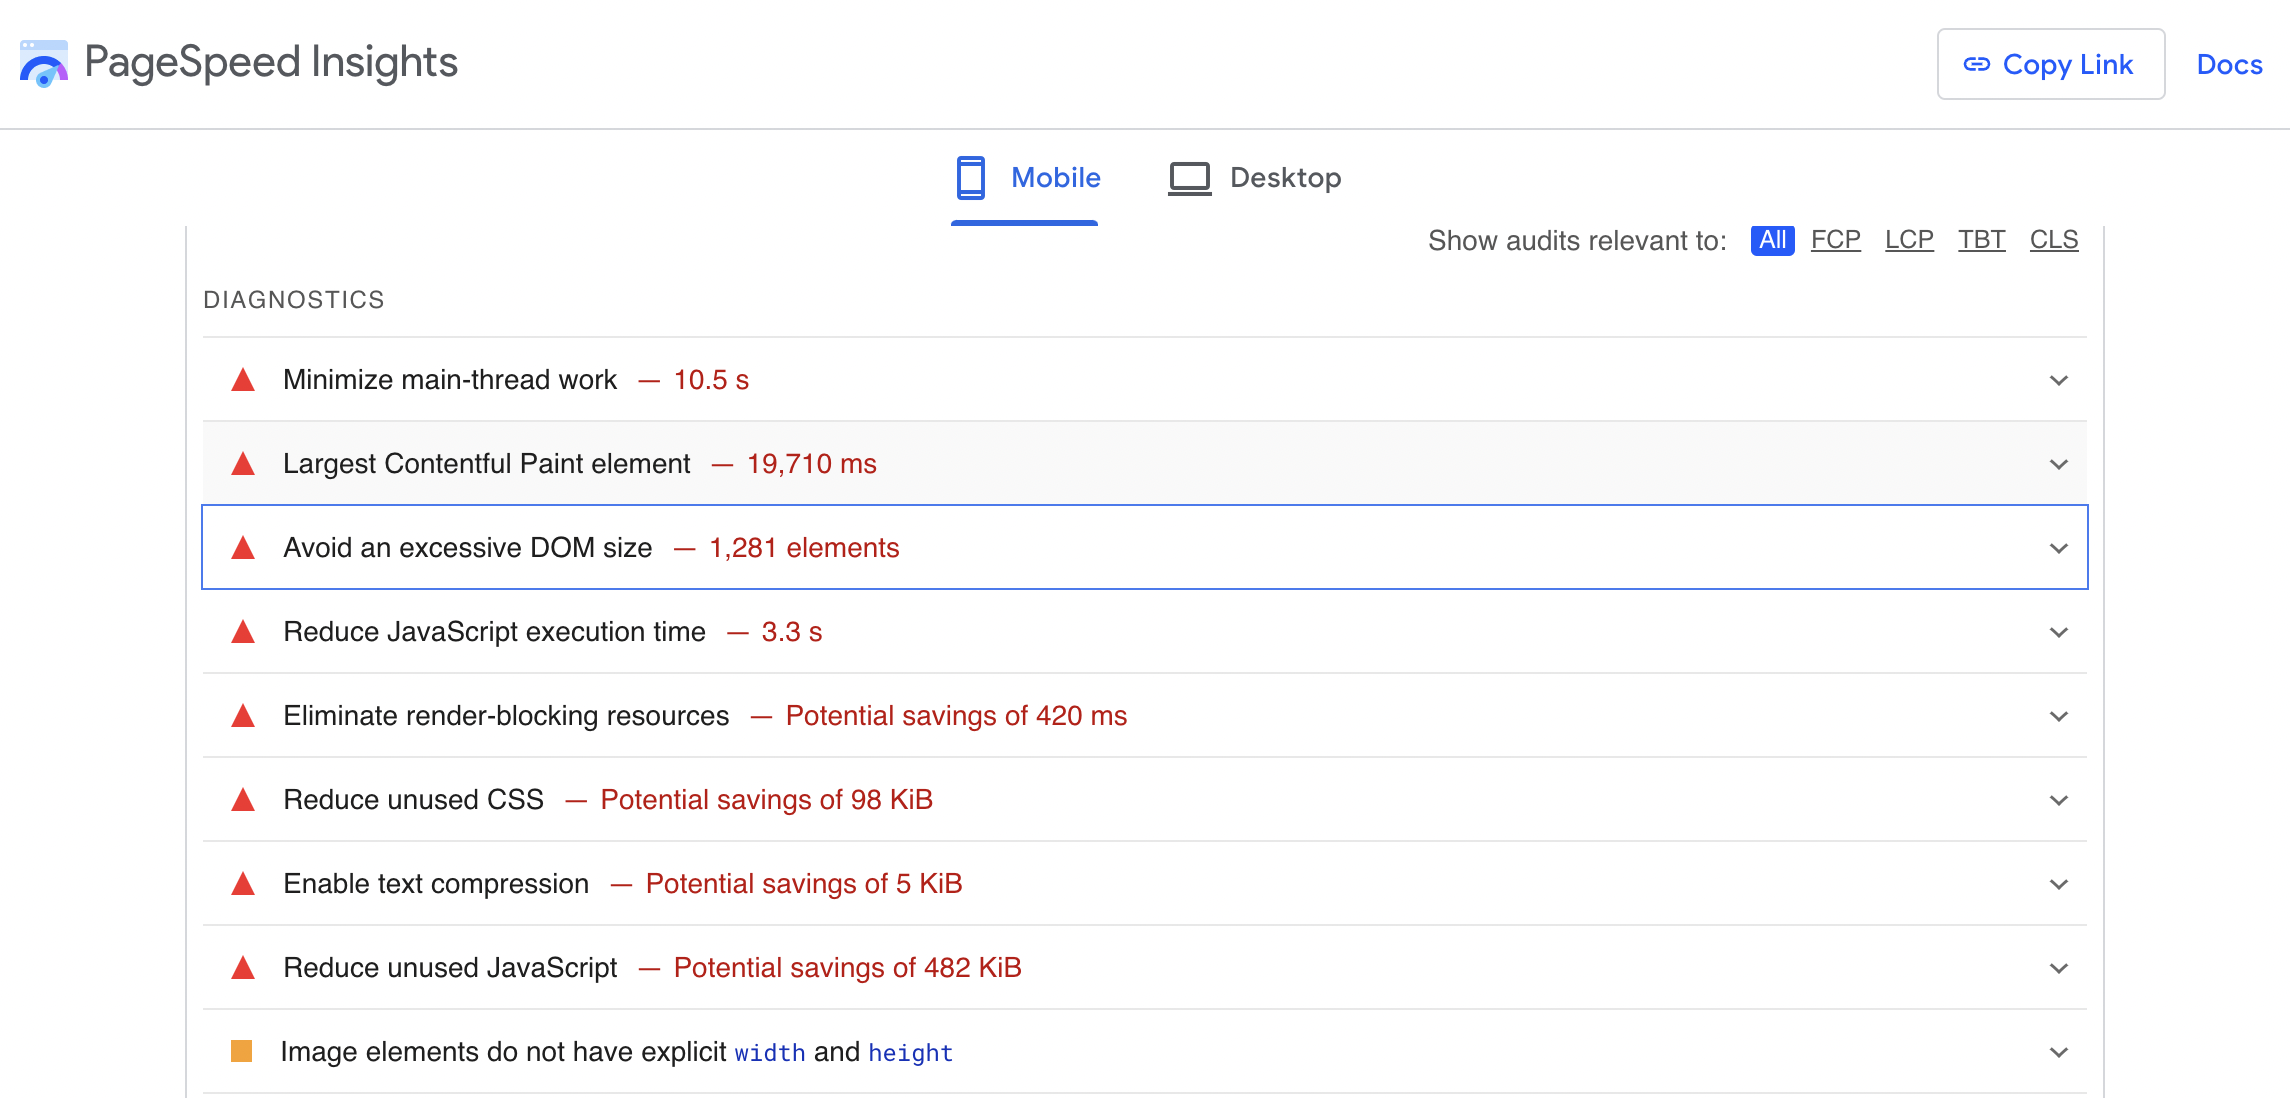 PageSpeed Insights
Copy Link
Docs
Mobile
Desktop
Show audits relevant to: All FCP LCP TBT CLS
DIAGNOSTICS
Minimize main-thread work — 10.5 s
Largest Contentful Paint element — 19,710 ms
Avoid an excessive DOM size — 1,281 elements
Reduce JavaScript execution time — 3.3 s
Eliminate render-blocking resources — Potential savings of 420 ms
Reduce unused CSS — Potential savings of 98 KiB
Enable text compression — Potential savings of 5 KiB
Reduce unused JavaScript — Potential savings of 482 KiB
Image elements do not have explicit width and height